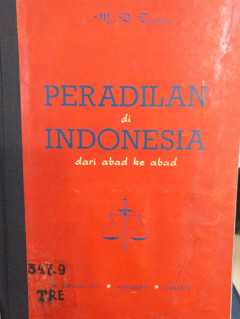 PERADILAN
di
INDONESIA
dari abad ke abad
347.9
TRE